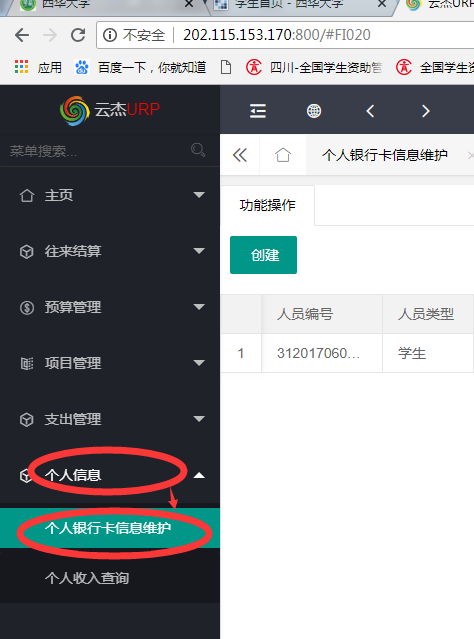 西华大学
学生首页 - 西华大学
云杰URP
不安全 | 202.115.153.170:800/#FI020
应用 百度一下，你就知道 四川-全国学生资助管 全国学生资
云杰URP
菜单搜索...
个人银行卡信息维护
主页
功能操作
往来结算
创建
预算管理
人员编号 人员类型
1 312017060... 学生
项目管理
支出管理
个人信息
个人银行卡信息维护
个人收入查询